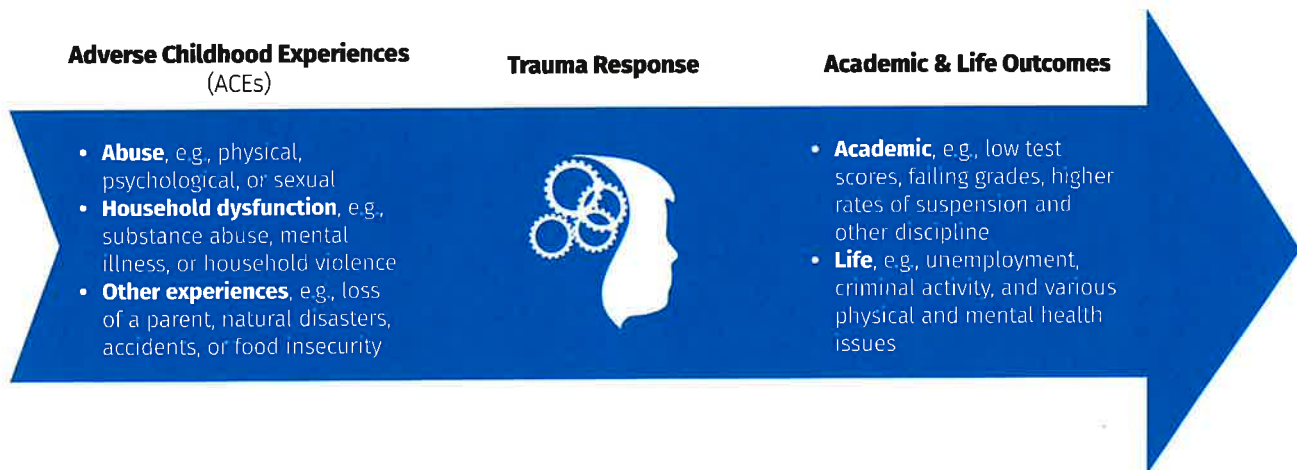 Adverse Childhood Experiences
(ACEs)
Trauma Response
Academic & Life Outcomes
• Abuse, e.g., physical,
psychological, or sexual
• Household dysfunction, e.g.,
substance abuse, mental
illness, or household violence
• Other experiences, e.g., loss
of a parent, natural disasters,
accidents, or food insecurity
• Academic, e.g., low test
scores, failing grades, higher
rates of suspension and
other discipline
• Life, e.g., unemployment,
criminal activity, and various
physical and mental health
issues